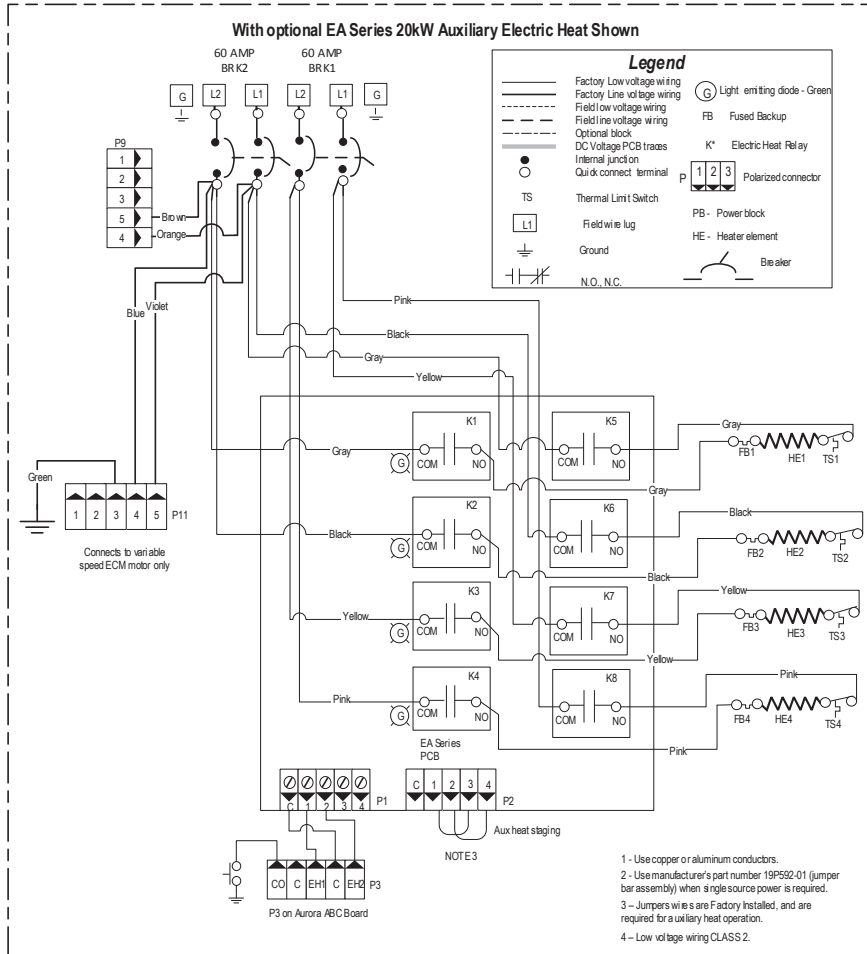 With optional EA Series 20kW Auxiliary Electric Heat Shown
60 AMP
BRK2
60 AMP
BRK1
G
L2
L1
L2
L1
G
Legend
Factory Low voltage wiring
Factory Line voltage wiring
Field low voltage wiring
Field line voltage wiring
Optional block
DC Voltage PCB traces
Internal junction
Quick connect terminal
TS Thermal Limit Switch
L1 Field wire lug
Ground
N.O., N.C.
G Light emitting diode - Green
FB Fused Backup
K* Electric Heat Relay
P 1 2 3 Polarized connector
PB - Power block
HE - Heater element
Breaker
P9
1
2
3
5
4
Brown
Orange
Blue
Violet
Pink
Black
Gray
Yellow
K1
COM
NO
K5
COM
NO
Gray
G
Gray
Gray
FB1
HE1
TS1
K2
COM
NO
K6
COM
NO
Black
G
Black
Black
FB2
HE2
TS2
K3
COM
NO
K7
COM
NO
Yellow
G
Yellow
Yellow
FB3
HE3
TS3
K4
COM
NO
K8
COM
NO
Pink
G
Pink
Pink
FB4
HE4
TS4
Green
1 2 3 4 5 P11
Connects to variable
speed ECM motor only
EA Series
PCB
C 1 2 3 4 P1
C 1 2 3 4 P2
Aux heat staging
NOTE 3
CO C EH1 C EH2 P3
P3 on Aurora ABC Board
1 - Use copper or aluminum conductors.
2 - Use manufacturer's part number 19P592-01 (jumper
bar assembly) when single source power is required.
3 – Jumpers wires are Factory Installed, and are
required for auxiliary heat operation.
4 – Low voltage wiring CLASS 2.